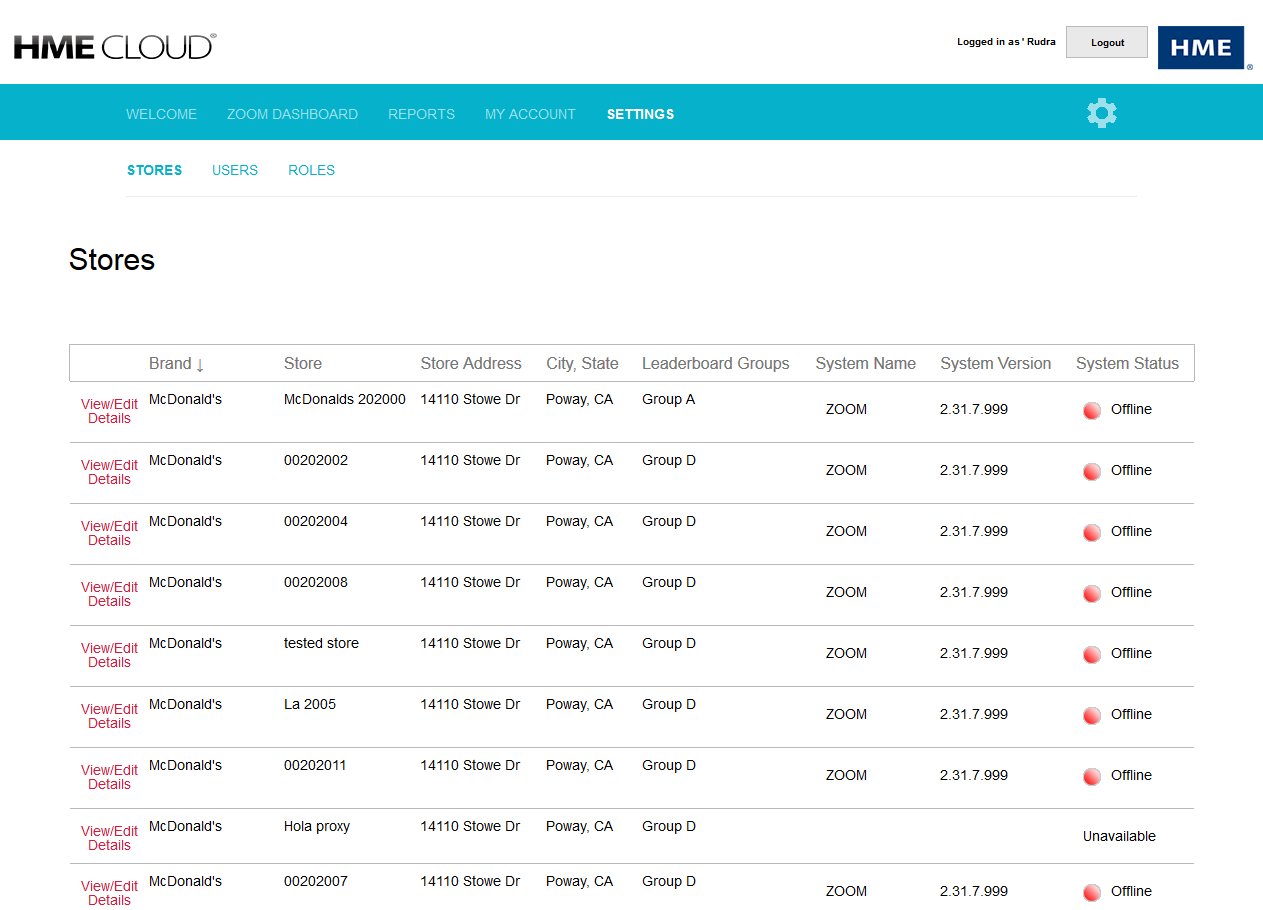 HME CLOUD®
Logged in as ' Rudra
Logout
HME®
WELCOME ZOOM DASHBOARD REPORTS MY ACCOUNT SETTINGS
STORES USERS ROLES
Stores
Brand ↓ Store Store Address City, State Leaderboard Groups System Name System Version System Status
View/Edit Details McDonald's McDonalds 202000 14110 Stowe Dr Poway, CA Group A ZOOM 2.31.7.999 Offline
View/Edit Details McDonald's 00202002 14110 Stowe Dr Poway, CA Group D ZOOM 2.31.7.999 Offline
View/Edit Details McDonald's 00202004 14110 Stowe Dr Poway, CA Group D ZOOM 2.31.7.999 Offline
View/Edit Details McDonald's 00202008 14110 Stowe Dr Poway, CA Group D ZOOM 2.31.7.999 Offline
View/Edit Details McDonald's tested store 14110 Stowe Dr Poway, CA Group D ZOOM 2.31.7.999 Offline
View/Edit Details McDonald's La 2005 14110 Stowe Dr Poway, CA Group D ZOOM 2.31.7.999 Offline
View/Edit Details McDonald's 00202011 14110 Stowe Dr Poway, CA Group D ZOOM 2.31.7.999 Offline
View/Edit Details McDonald's Hola proxy 14110 Stowe Dr Poway, CA Group D Unavailable
View/Edit Details McDonald's 00202007 14110 Stowe Dr Poway, CA Group D ZOOM 2.31.7.999 Offline